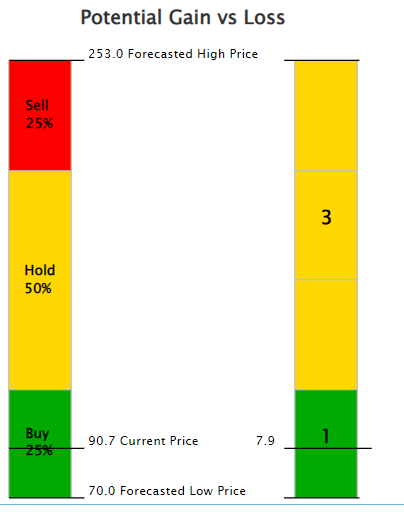 Potential Gain vs Loss
253.0 Forecasted High Price
Sell
25%
3
Hold
50%
Buy
25%
1
90.7 Current Price
7.9
70.0 Forecasted Low Price